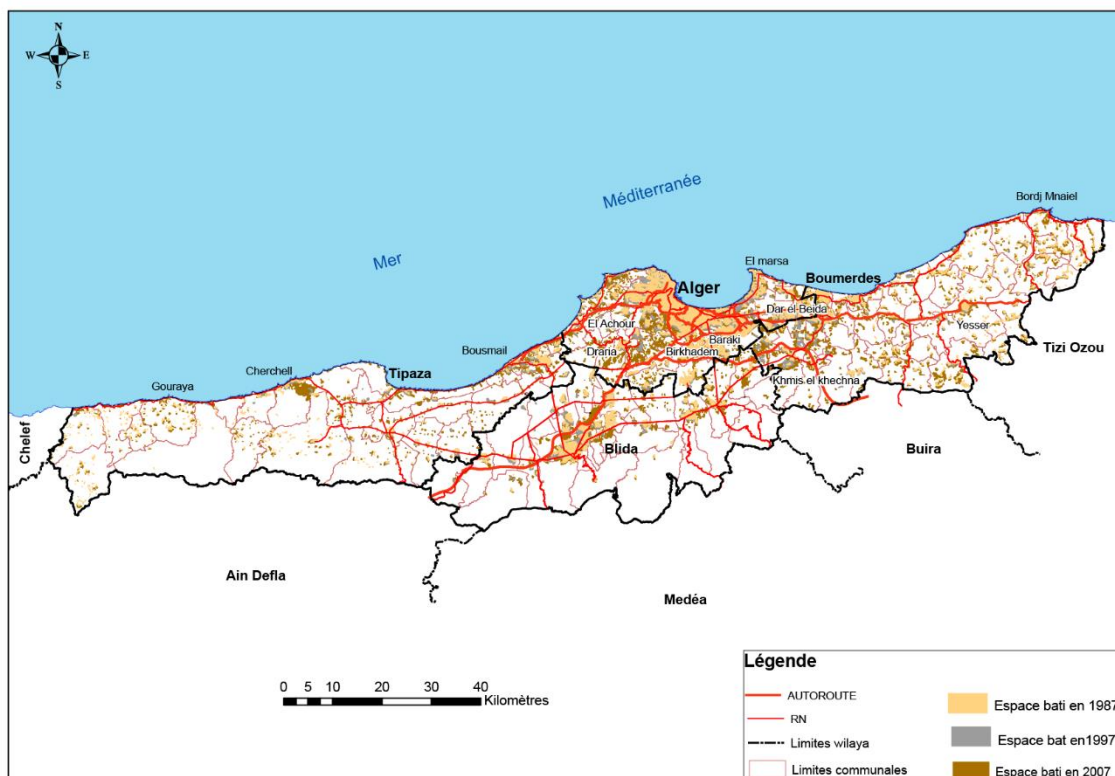 N
W E
S
Méditerranée
Mer
Bordj Mnaiel
El marsa
Boumerdes
Alger
Dar el Beida
El Achour
Baraki
Yesser
Draria
Birkhadem
Bousmail
Tizi Ozou
Tipaza
Cherchell
Khmis el khechna
Gouraya
Chelef
Blida
Buira
Ain Defla
Medéa
0 5 10 20 30 40
Kilomètres
Légende
AUTOROUTE
RN
Limites wilaya
Limites communales
Espace bati en 1987
Espace bat en1997
Espace bati en 2007